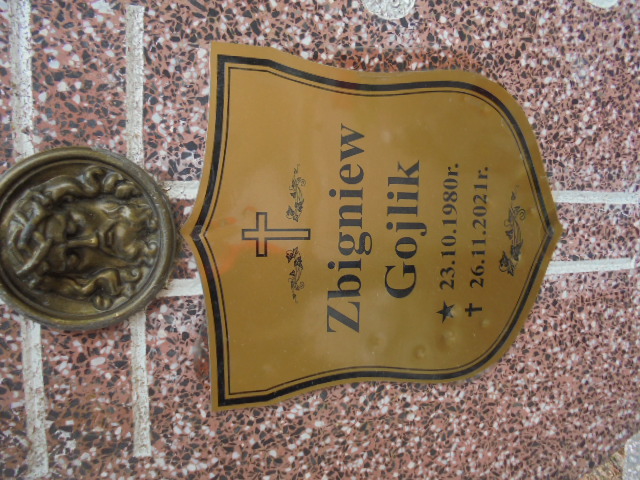 Zbigniew
Gojlik
★ 23.10.1980r.
✝ 26.11.2021r.